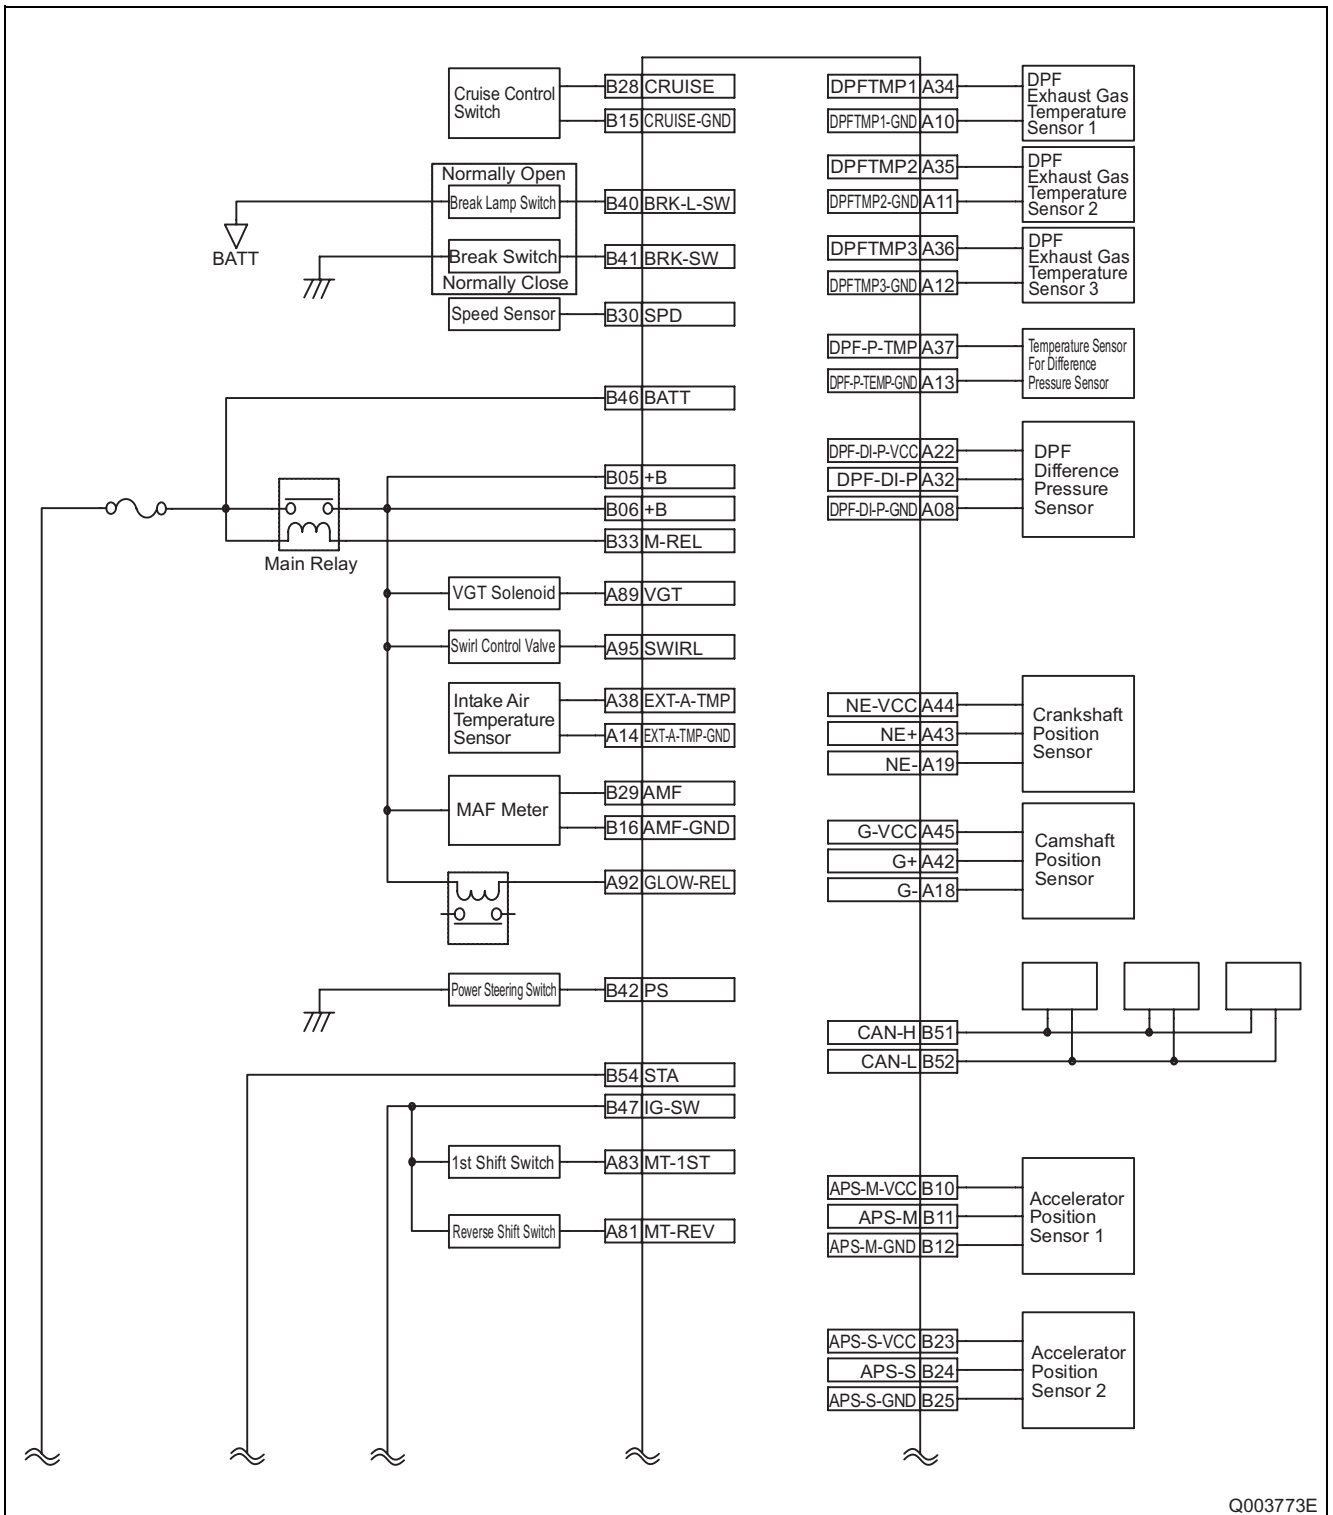 Cruise Control
Switch
B28 CRUISE
B15 CRUISE-GND
Normally Open
Break Lamp Switch
B40 BRK-L-SW
BATT
Break Switch
B41 BRK-SW
Normally Close
Speed Sensor
B30 SPD
B46 BATT
B05 +B
B06 +B
B33 M-REL
Main Relay
VGT Solenoid
A89 VGT
Swirl Control Valve
A95 SWIRL
Intake Air
Temperature
Sensor
A38 EXT-A-TMP
A14 EXT-A-TMP-GND
MAF Meter
B29 AMF
B16 AMF-GND
A92 GLOW-REL
Power Steering Switch
B42 PS
B54 STA
B47 IG-SW
1st Shift Switch
A83 MT-1ST
Reverse Shift Switch
A81 MT-REV
DPFTMP1 A34
DPFTMP1-GND A10
DPF
Exhaust Gas
Temperature
Sensor 1
DPFTMP2 A35
DPFTMP2-GND A11
DPF
Exhaust Gas
Temperature
Sensor 2
DPFTMP3 A36
DPFTMP3-GND A12
DPF
Exhaust Gas
Temperature
Sensor 3
DPF-P-TMP A37
DPF-P-TEMP-GND A13
Temperature Sensor
For Difference
Pressure Sensor
DPF-DI-P-VCC A22
DPF-DI-P A32
DPF-DI-P-GND A08
DPF
Difference
Pressure
Sensor
NE-VCC A44
NE+ A43
NE- A19
Crankshaft
Position
Sensor
G-VCC A45
G+ A42
G- A18
Camshaft
Position
Sensor
CAN-H B51
CAN-L B52
APS-M-VCC B10
APS-M B11
APS-M-GND B12
Accelerator
Position
Sensor 1
APS-S-VCC B23
APS-S B24
APS-S-GND B25
Accelerator
Position
Sensor 2
Q003773E